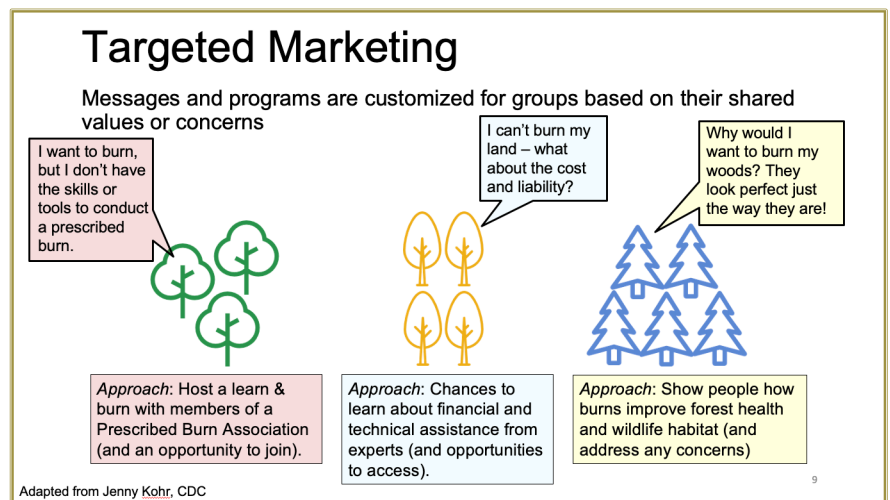 Targeted Marketing
Messages and programs are customized for groups based on their shared
values or concerns
I want to burn,
but I don't have
the skills or
tools to conduct
a prescribed
burn.
I can't burn my
land – what
about the cost
and liability?
Why would I
want to burn my
woods? They
look perfect just
the way they are!
Approach: Host a learn &
burn with members of a
Prescribed Burn Association
(and an opportunity to join).
Approach: Chances to
learn about financial and
technical assistance from
experts (and opportunities
to access).
Approach: Show people how
burns improve forest health
and wildlife habitat (and
address any concerns)
9
Adapted from Jenny Kohr, CDC